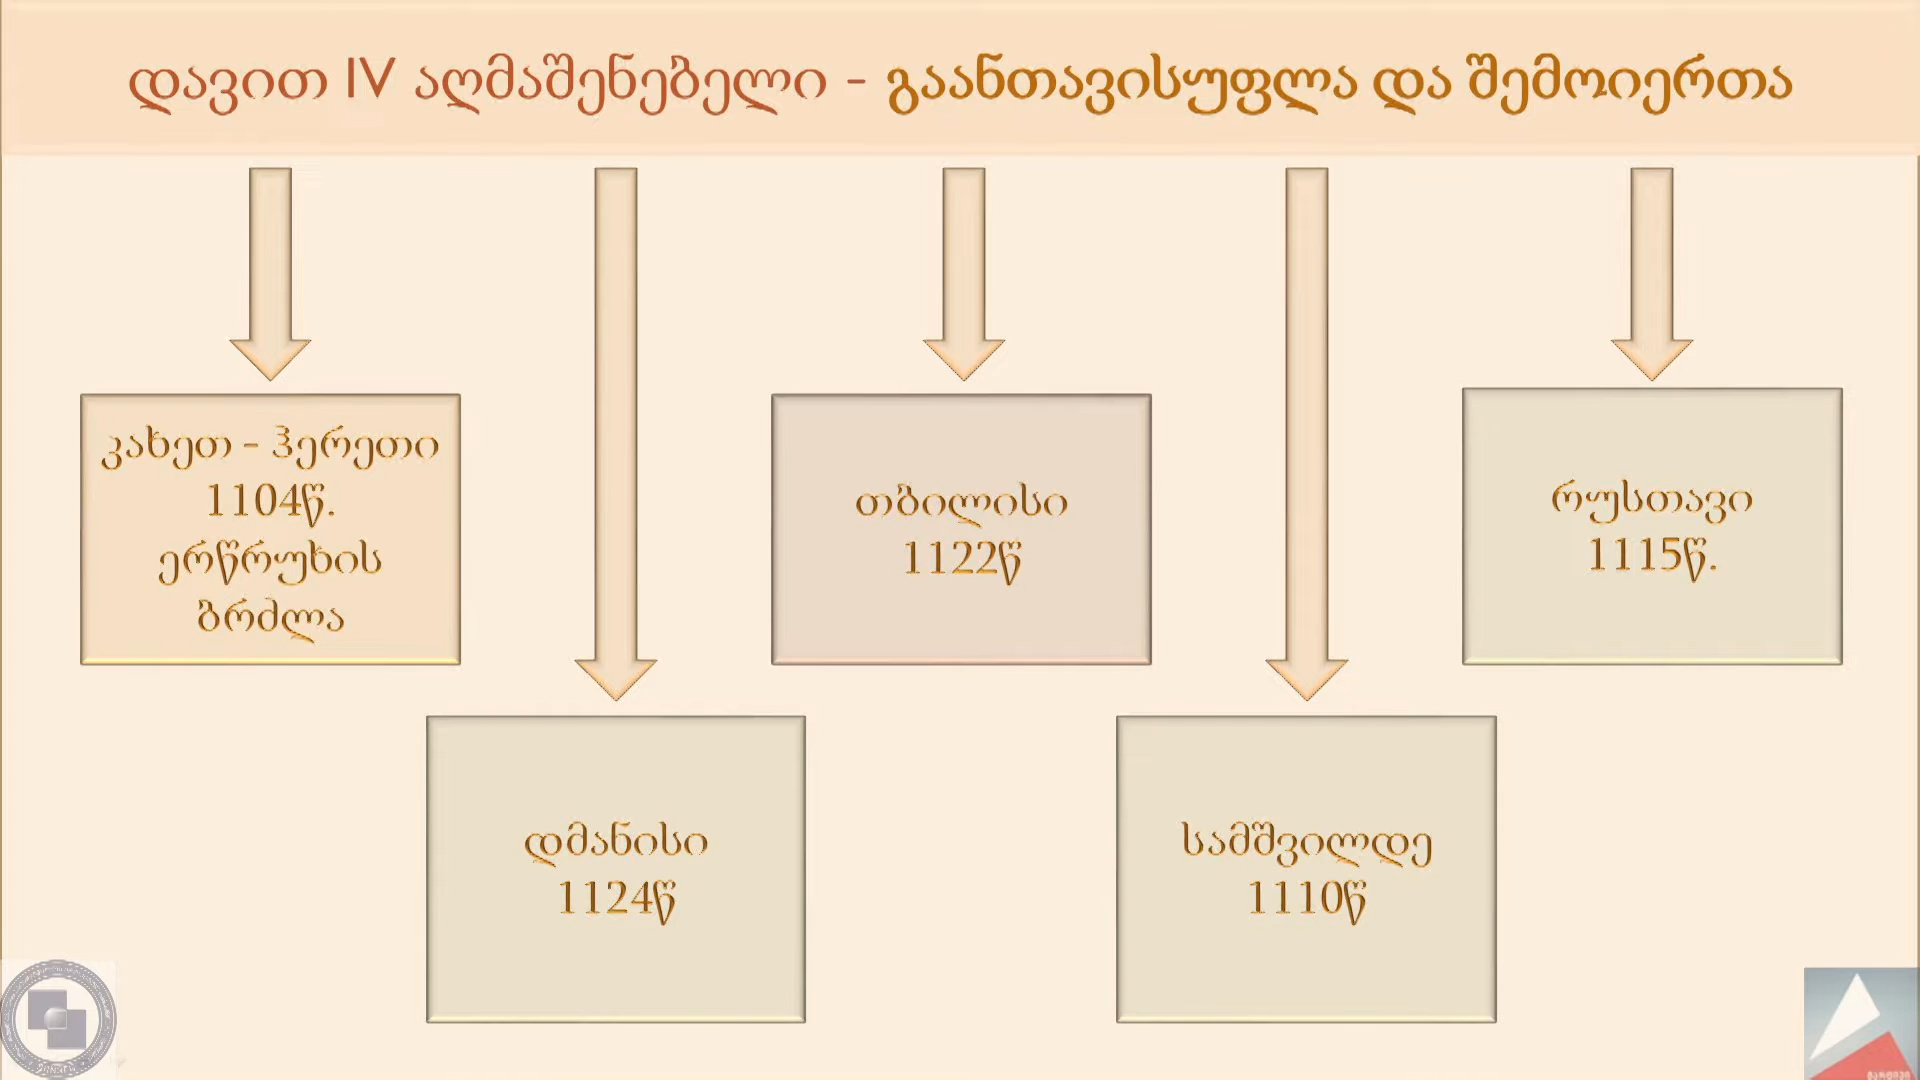 დავით IV აღმაშენებელი - გაანთავისუფლა და შემოიერთა
კახეთ - ჰერეთი
1104წ.
ერწრუხის
ბრძლა
თბილისი
1122წ
რუსთავი
1115წ.
დმანისი
1124წ
სამშვილდე
1110წ